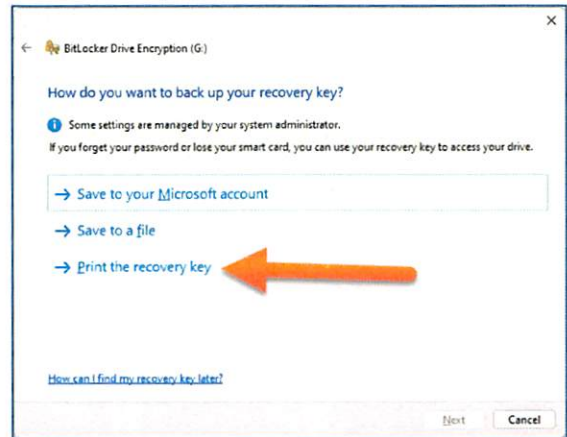 BitLocker Drive Encryption (G:)
How do you want to back up your recovery key?
Some settings are managed by your system administrator.
If you forget your password or lose your smart card, you can use your recovery key to access your drive.
Save to your Microsoft account
Save to a file
Print the recovery key
How can I find my recovery key later?
Next Cancel